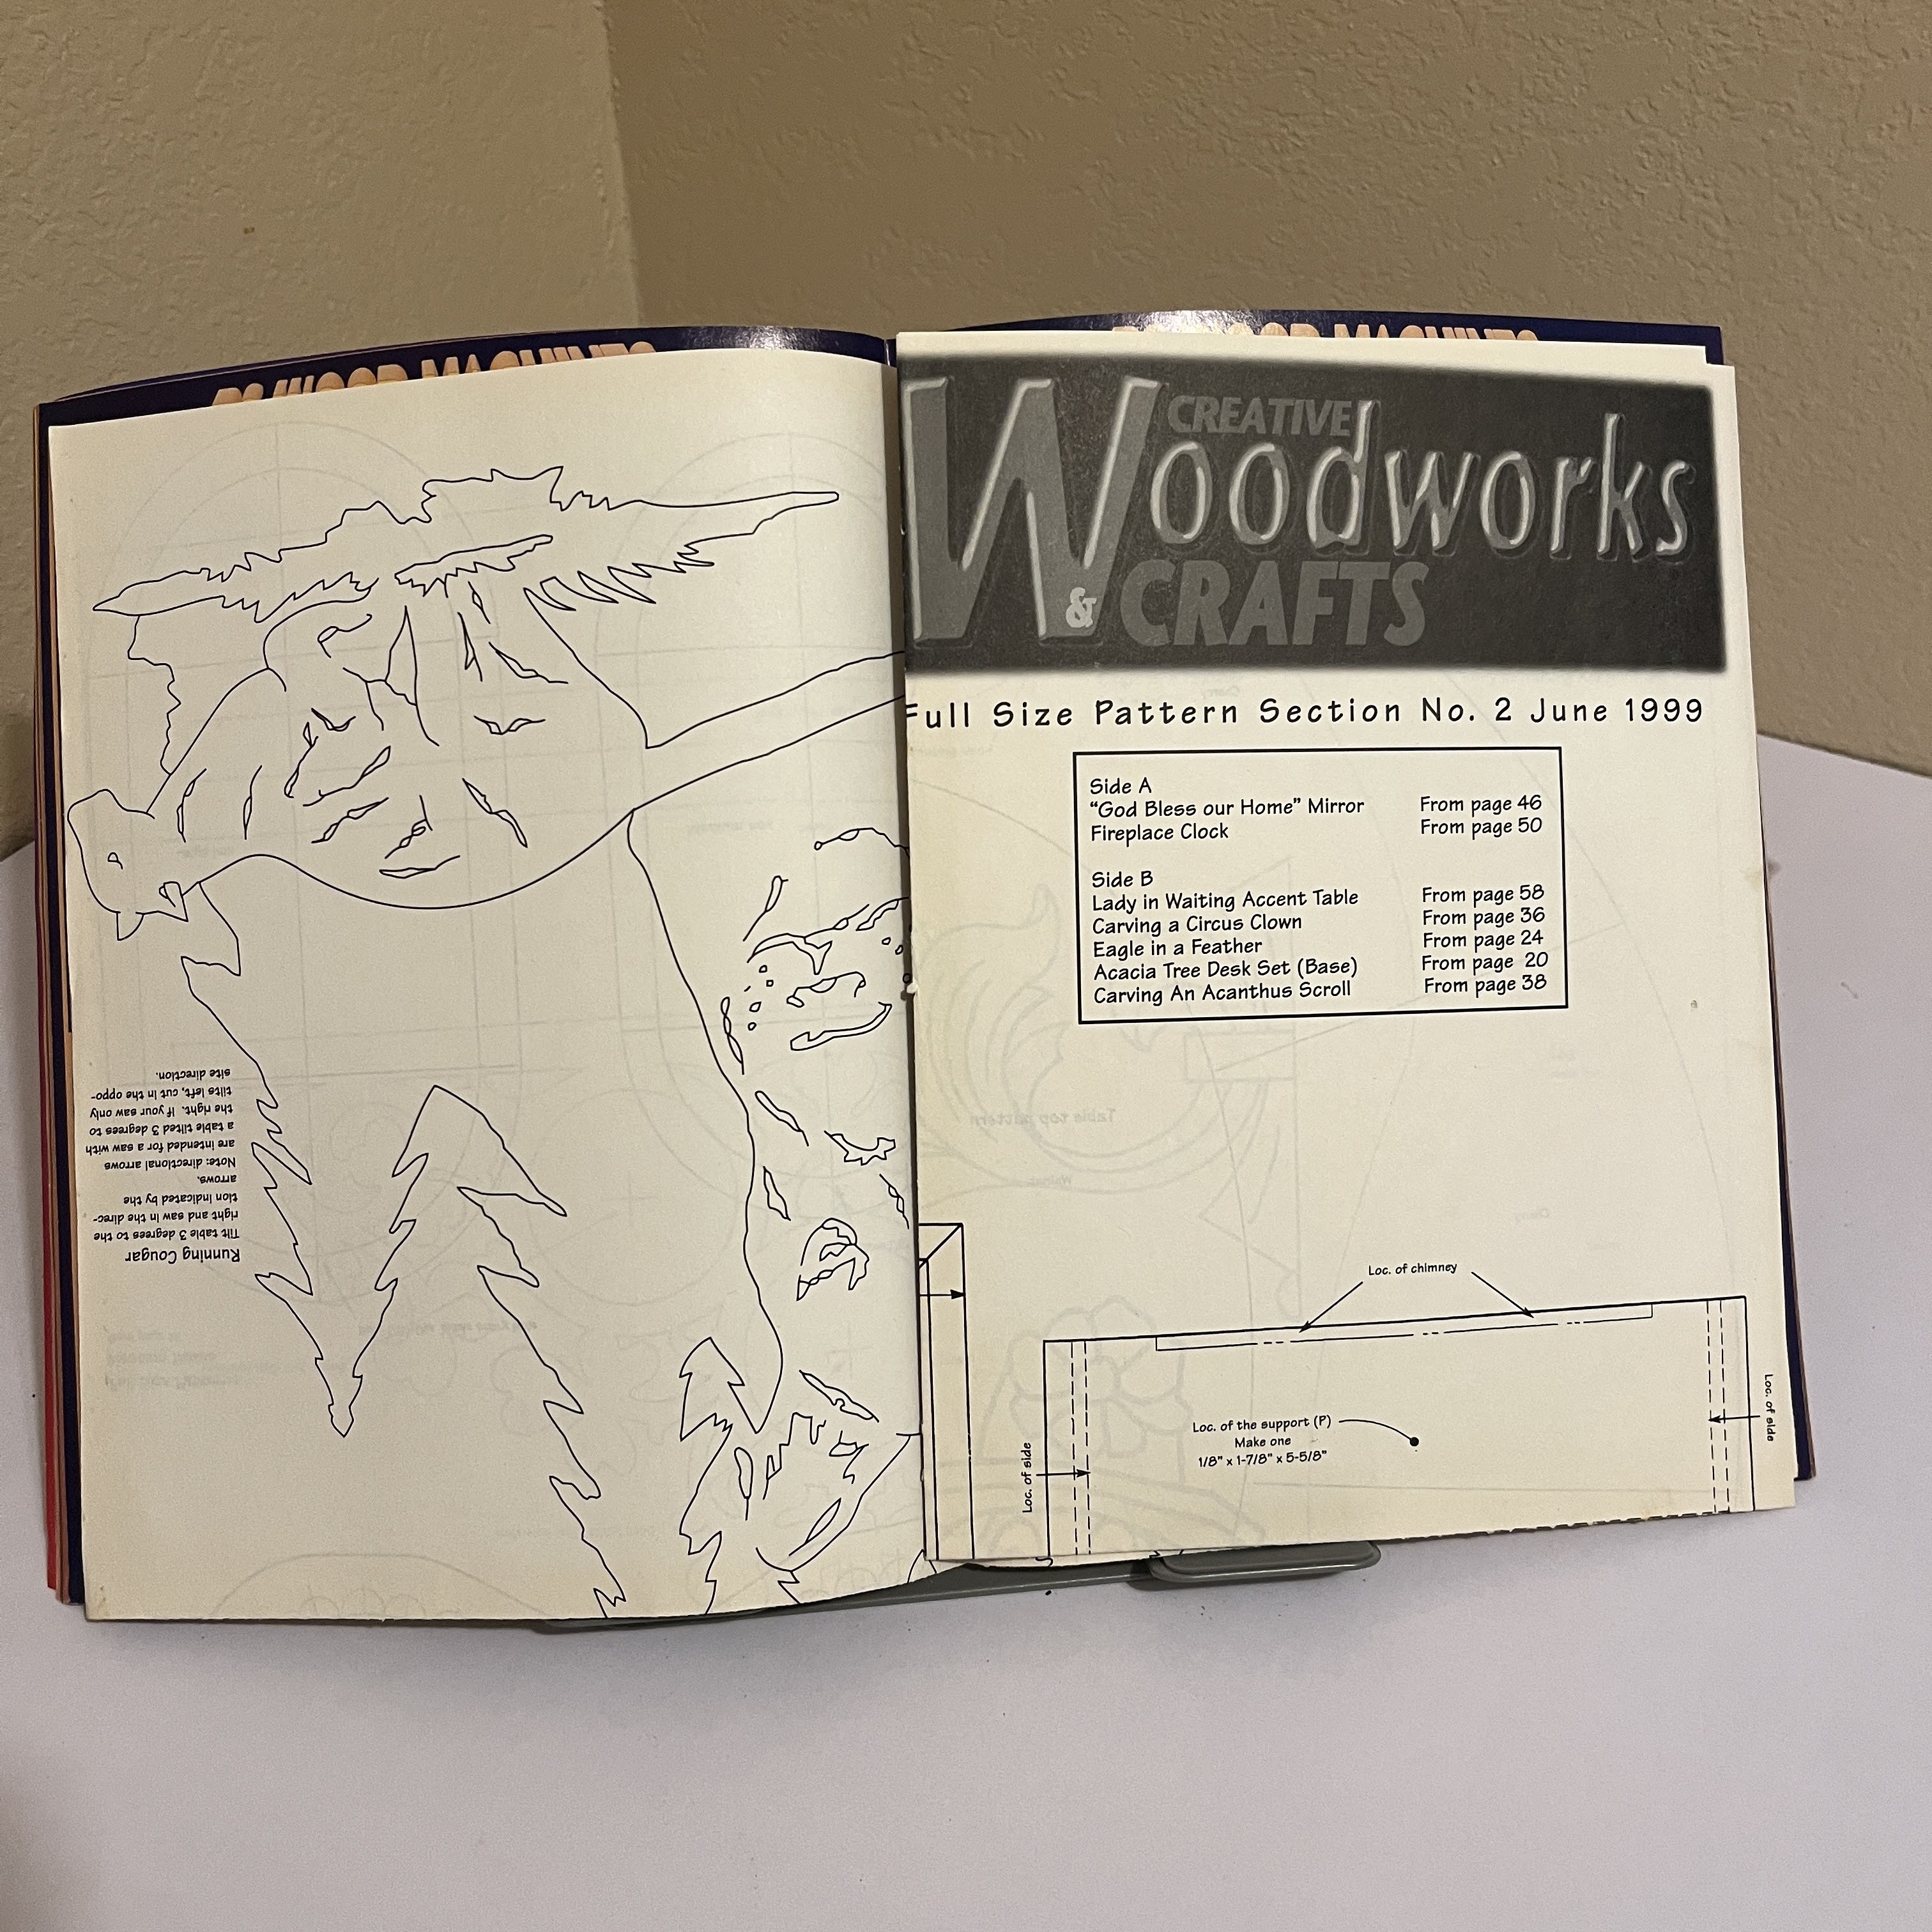 Running Cougar
Tilt table 3 degrees to the
right and saw in the direc-
tion indicated by the
arrows.
Note: directional arrows
are intended for a saw with
a table tilted 3 degrees to
the right. If your saw only
tilts left, cut in the oppo-
site direction.
CREATIVE
Woodworks
& CRAFTS
Full Size Pattern Section No. 2 June 1999
Side A
“God Bless our Home” Mirror From page 46
Fireplace Clock From page 50
Side B
Lady in Waiting Accent Table From page 58
Carving a Circus Clown From page 36
Eagle in a Feather From page 24
Acacia Tree Desk Set (Base) From page 20
Carving An Acanthus Scroll From page 38
Table top pattern
Loc. of chimney
Loc. of the support (P)
Make one
1/8" x 1-7/8" x 5-5/8"
Loc. of side
Loc. of side